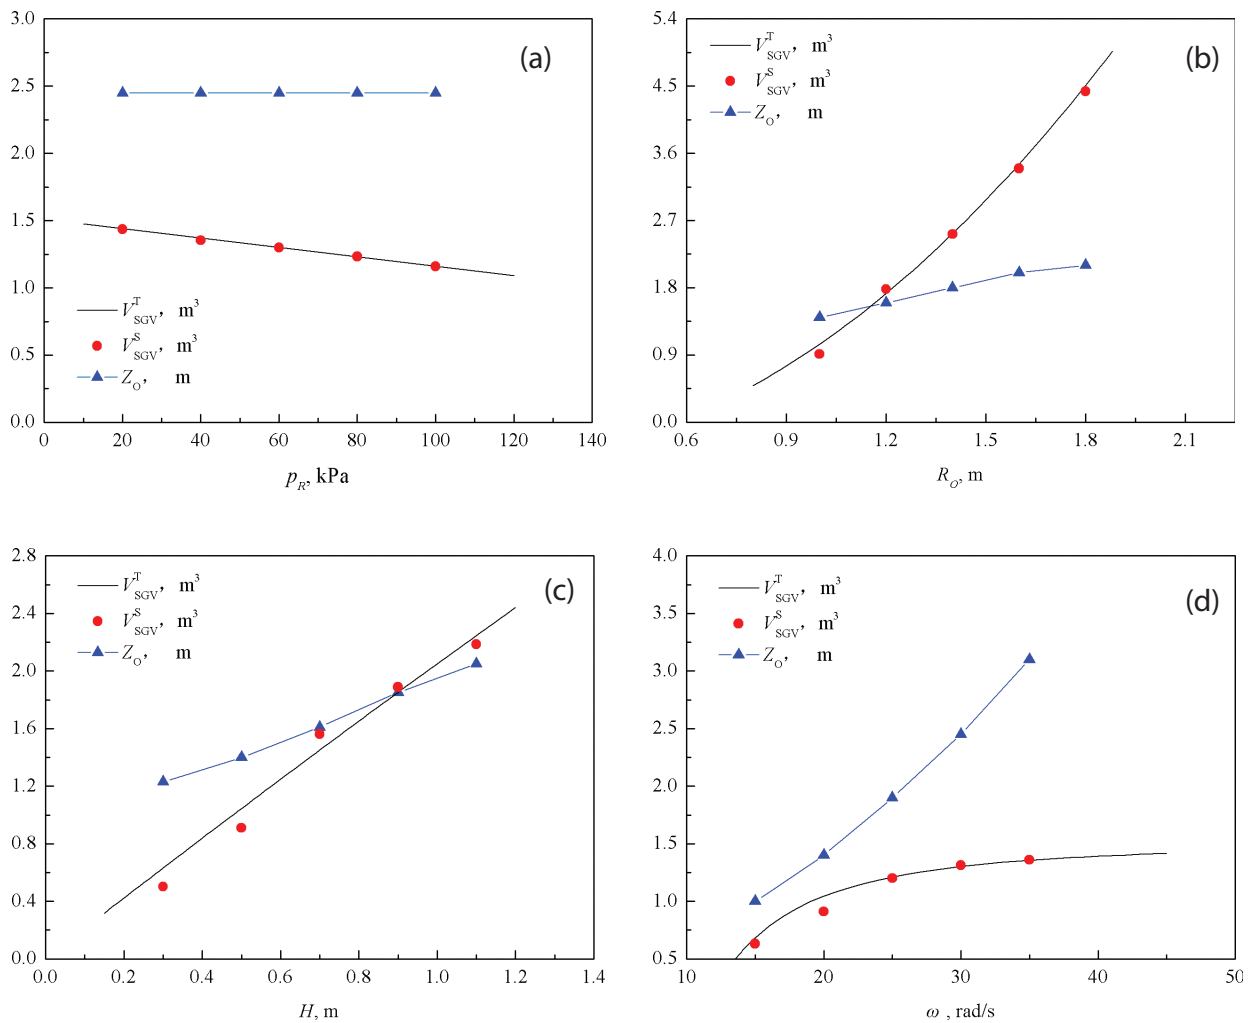 (a)
3.0
2.5
2.0
1.5
1.0
0.5
0.0
V^T_SGV, m^3
V^S_SGV, m^3
Z_O, m
0 20 40 60 80 100 120 140
p_R, kPa
(b)
5.4
4.5
3.6
2.7
1.8
0.9
0.0
V^T_SGV, m^3
V^S_SGV, m^3
Z_O, m
0.6 0.9 1.2 1.5 1.8 2.1
R_O, m
(c)
2.8
2.4
2.0
1.6
1.2
0.8
0.4
0.0
V^T_SGV, m^3
V^S_SGV, m^3
Z_O, m
0.0 0.2 0.4 0.6 0.8 1.0 1.2 1.4
H, m
(d)
4.0
3.5
3.0
2.5
2.0
1.5
1.0
0.5
V^T_SGV, m^3
V^S_SGV, m^3
Z_O, m
10 20 30 40 50
ω , rad/s